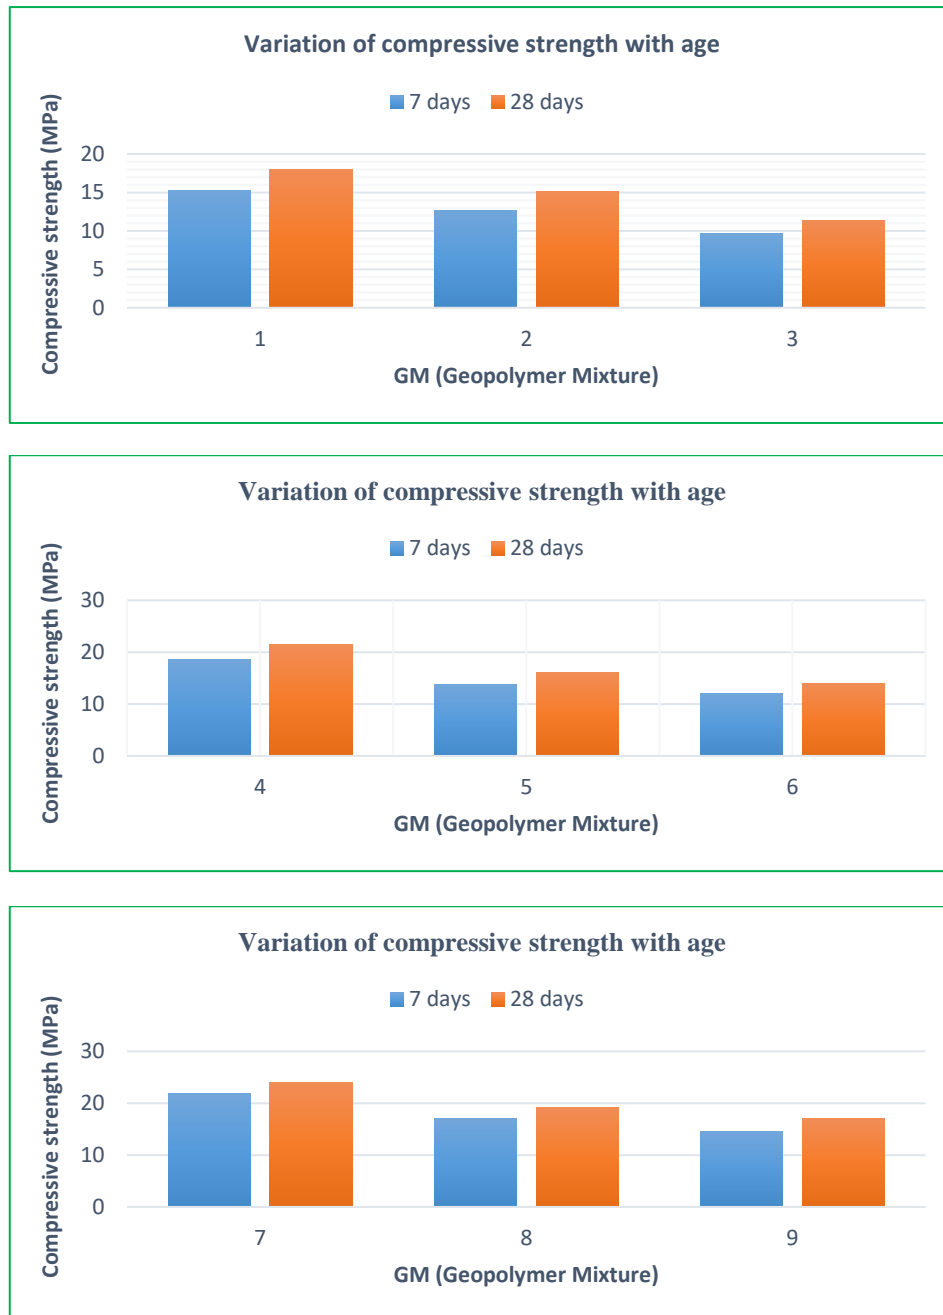 Variation of compressive strength with age
7 days 28 days
Compressive strength (MPa)
20
15
10
5
0
1 2 3
GM (Geopolymer Mixture)
Variation of compressive strength with age
7 days 28 days
Compressive strength (MPa)
30
20
10
0
4 5 6
GM (Geopolymer Mixture)
Variation of compressive strength with age
7 days 28 days
Compressive strength (MPa)
30
20
10
0
7 8 9
GM (Geopolymer Mixture)